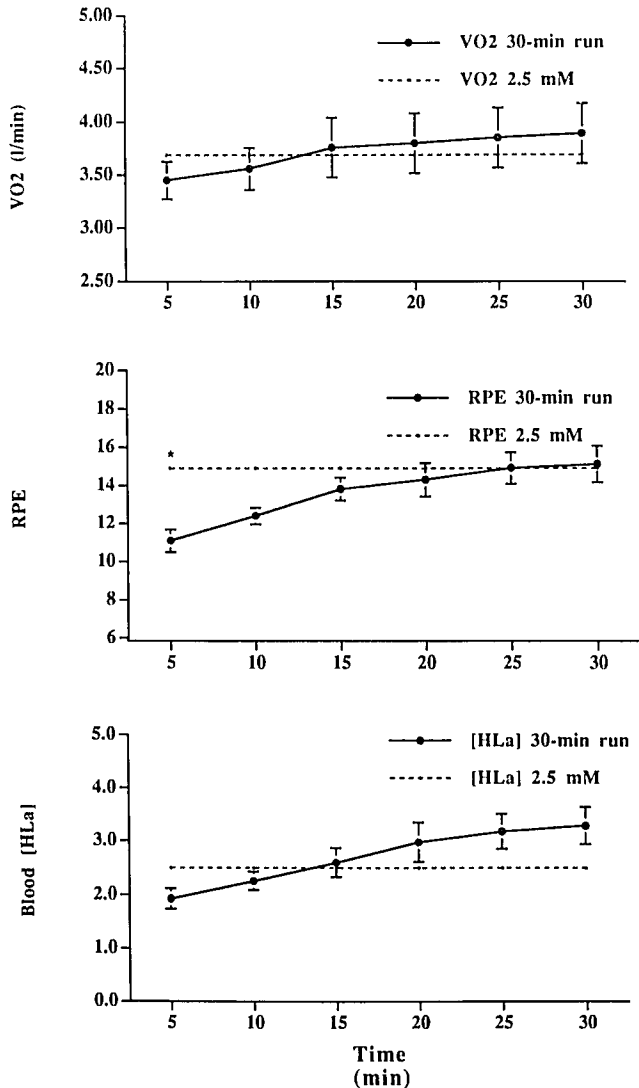 5.00
4.50
4.00
3.50
3.00
2.50
VO2 (l/min)
VO2 30-min run
VO2 2.5 mM
5 10 15 20 25 30
20
18
16
14
12
10
8
6
RPE
RPE 30-min run
RPE 2.5 mM
*
5 10 15 20 25 30
5.0
4.0
3.0
2.0
1.0
0.0
Blood [HLa]
[HLa] 30-min run
[HLa] 2.5 mM
5 10 15 20 25 30
Time
(min)